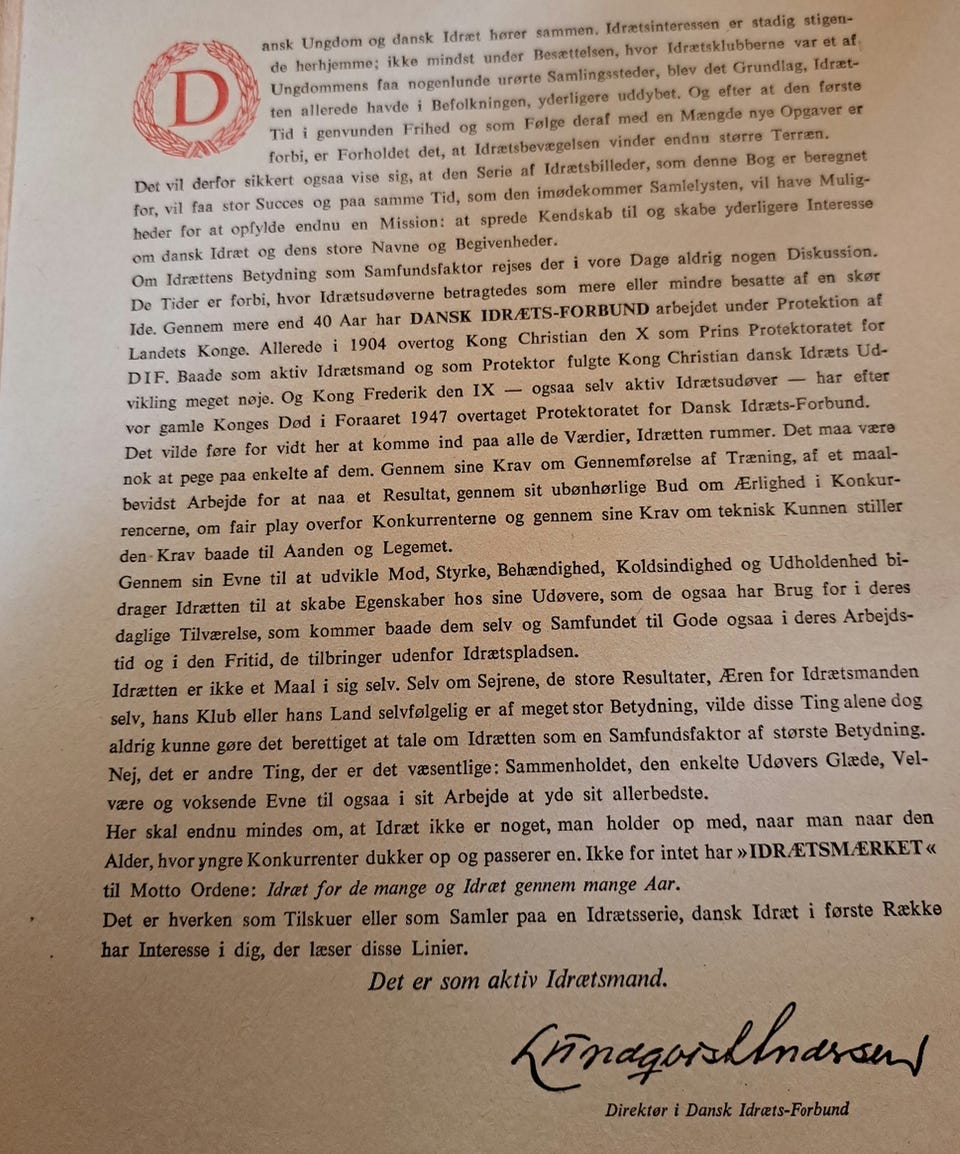 Dansk Ungdom og dansk Idræt hører sammen. Idrætsinteressen er stadig stigen-
de herhjemme; ikke mindst under Besættelsen, hvor Idrætsklubberne var et af
Ungdommens faa nogenlunde urørte Samlingssteder, blev det Grundlag, Idræt-
ten allerede havde i Befolkningen, yderligere uddybet. Og efter at den første
Tid i genvunden Frihed og som Følge deraf med en Mængde nye Opgaver er
forbi, er Forholdet det, at Idrætsbevægelsen vinder endnu større Terræn.
Det vil derfor sikkert ogsaa vise sig, at den Serie af Idrætsbilleder, som denne Bog er beregnet
for, vil faa stor Succes og paa samme Tid, som den imødekommer Samlelysten, vil have Mulig-
heder for at opfylde endnu en Mission: at sprede Kendskab til og skabe yderligere Interesse
om dansk Idræt og dens store Navne og Begivenheder.
Om Idrættens Betydning som Samfundsfaktor rejses der i vore Dage aldrig nogen Diskussion.
De Tider er forbi, hvor Idrætsudøverne betragtedes som mere eller mindre besatte af en skør
Ide. Gennem mere end 40 Aar har DANSK IDRÆTS-FORBUND arbejdet under Protektion af
Landets Konge. Allerede i 1904 overtog Kong Christian den X som Prins Protektoratet for
DIF. Baade som aktiv Idrætsmand og som Protektor fulgte Kong Christian dansk Idræts Ud-
vikling meget nøje. Og Kong Frederik den IX — ogsaa selv aktiv Idrætsudøver — har efter
vor gamle Konges Død i Foraaret 1947 overtaget Protektoratet for Dansk Idræts-Forbund.
Det vilde føre for vidt her at komme ind paa alle de Værdier, Idrætten rummer. Det maa være
nok at pege paa enkelte af dem. Gennem sine Krav om Gennemførelse af Træning, af et maal-
bevidst Arbejde for at naa et Resultat, gennem sit ubønhørlige Bud om Ærlighed i Konkur-
rencerne, om fair play overfor Konkurrenterne og gennem sine Krav om teknisk Kunnen stiller
den Krav baade til Aanden og Legemet.
Gennem sin Evne til at udvikle Mod, Styrke, Behændighed, Koldsindighed og Udholdenhed bi-
drager Idrætten til at skabe Egenskaber hos sine Udøvere, som de ogsaa har Brug for i deres
daglige Tilværelse, som kommer baade dem selv og Samfundet til Gode ogsaa i deres Arbejds-
tid og i den Fritid, de tilbringer udenfor Idrætspladsen.
Idrætten er ikke et Maal i sig selv. Selv om Sejrene, de store Resultater, Æren for Idrætsmanden
selv, hans Klub eller hans Land selvfølgelig er af meget stor Betydning, vilde disse Ting alene dog
aldrig kunne gøre det berettiget at tale om Idrætten som en Samfundsfaktor af største Betydning.
Nej, det er andre Ting, der er det væsentlige: Sammenholdet, den enkelte Udøvers Glæde, Vel-
være og voksende Evne til ogsaa i sit Arbejde at yde sit allerbedste.
Her skal endnu mindes om, at Idræt ikke er noget, man holder op med, naar man naar den
Alder, hvor yngre Konkurrenter dukker op og passerer en. Ikke for intet har »IDRÆTSMÆRKET«
til Motto Ordene: Idræt for de mange og Idræt gennem mange Aar.
Det er hverken som Tilskuer eller som Samler paa en Idrætsserie, dansk Idræt i første Række
har Interesse i dig, der læser disse Linier.
Det er som aktiv Idrætsmand.
Lundqvist Andersen
Direktør i Dansk Idræts-Forbund